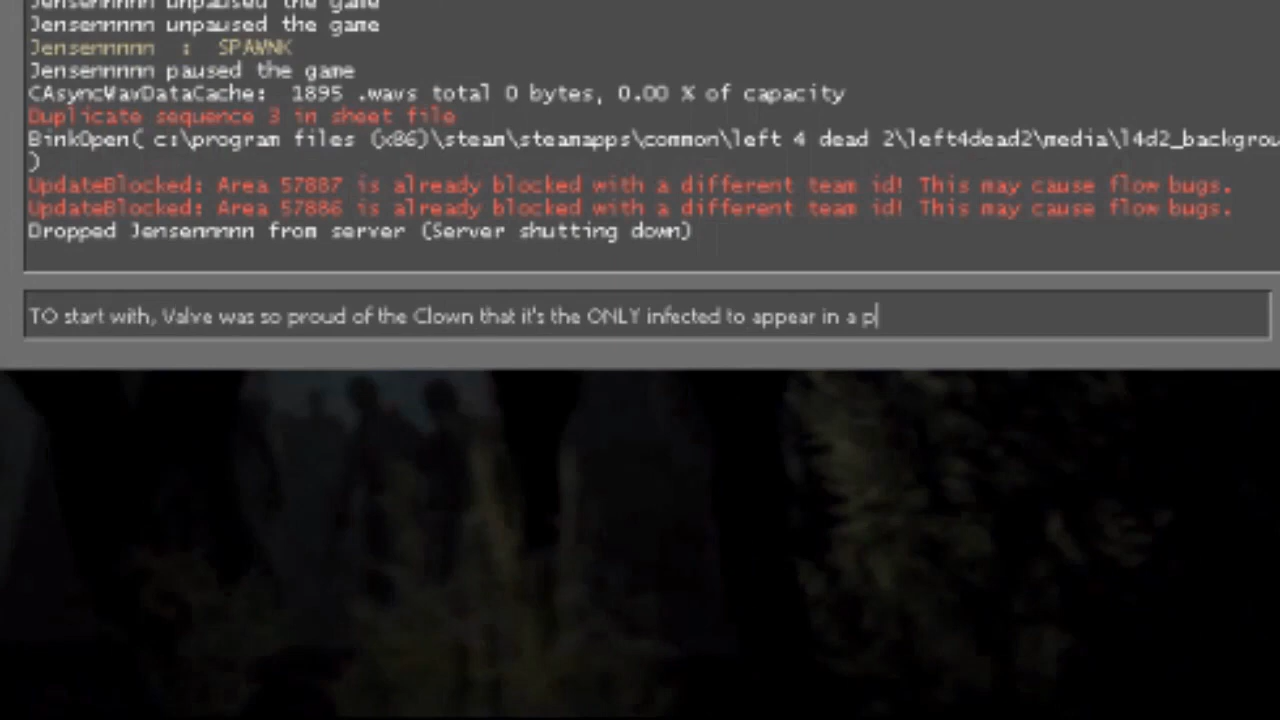 Jensennnnn unpaused the game
Jensennnnn unpaused the game
Jensennnnn  :  SPAWNK
Jensennnnn paused the game
CAsyncWavDataCache:  1895 .wavs total 0 bytes, 0.00 % of capacity
Duplicate sequence 3 in sheet file
BinkOpen( c:\program files (x86)\steam\steamapps\common\left 4 dead 2\left4dead2\media\l4d2_backgrou
)
UpdateBlocked: Area 57887 is already blocked with a different team id! This may cause flow bugs.
UpdateBlocked: Area 57886 is already blocked with a different team id! This may cause flow bugs.
Dropped Jensennnnn from server (Server shutting down)
TO start with, Valve was so proud of the Clown that it's the ONLY infected to appear in a p